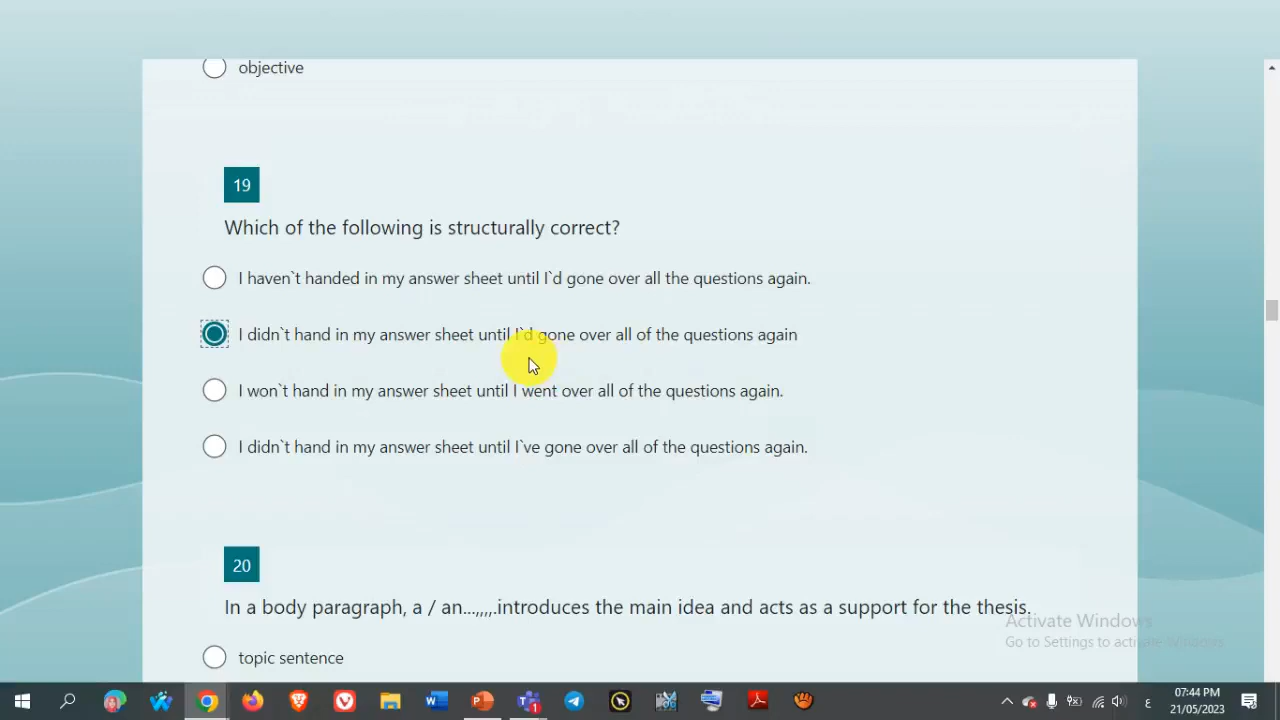 objective
19
Which of the following is structurally correct?
I haven`t handed in my answer sheet until I`d gone over all the questions again.
I didn`t hand in my answer sheet until I`d gone over all of the questions again
I won`t hand in my answer sheet until I went over all of the questions again.
I didn`t hand in my answer sheet until I`ve gone over all of the questions again.
20
In a body paragraph, a / an...,,,,.introduces the main idea and acts as a support for the thesis.
Activate Windows
Go to Settings to activate Windows.
topic sentence
ع
07:44 PM
21/05/2023